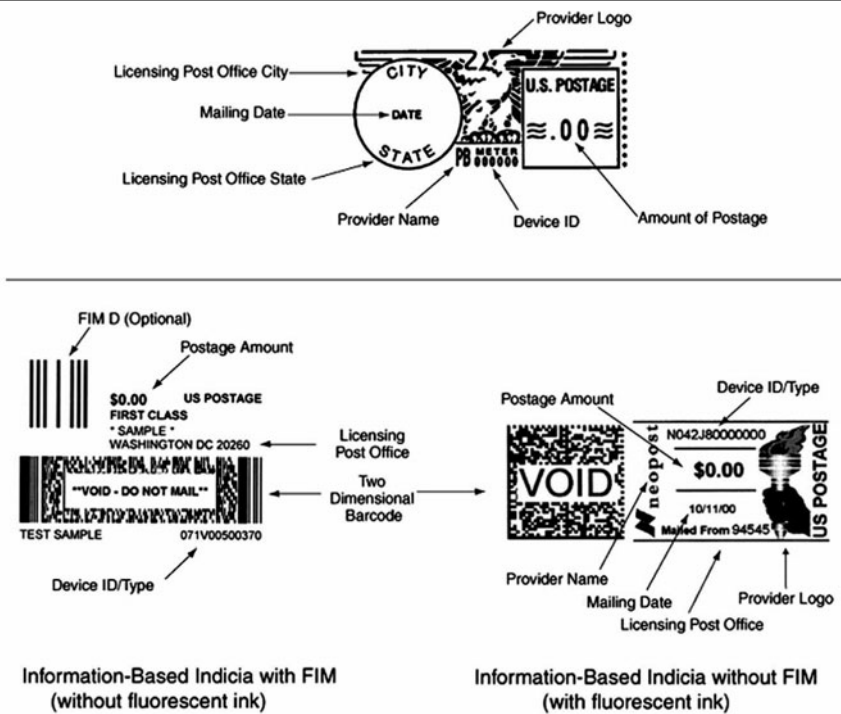 Provider Logo
Licensing Post Office City
CITY
U.S. POSTAGE
Mailing Date
DATE
.00
STATE
PB METER
000000
Licensing Post Office State
Provider Name
Device ID
Amount of Postage
FIM D (Optional)
Postage Amount
$0.00 US POSTAGE
FIRST CLASS
* SAMPLE *
WASHINGTON DC 20260
Licensing
Post Office
**VOID - DO NOT MAIL**
Two
Dimensional
Barcode
TEST SAMPLE 071V00500370
Device ID/Type
Device ID/Type
Postage Amount
N042J80000000
neopost
VOID
$0.00
US POSTAGE
10/11/00
Mailed From 94545
Provider Name
Mailing Date
Provider Logo
Licensing Post Office
Information-Based Indicia with FIM
(without fluorescent ink)
Information-Based Indicia without FIM
(with fluorescent ink)